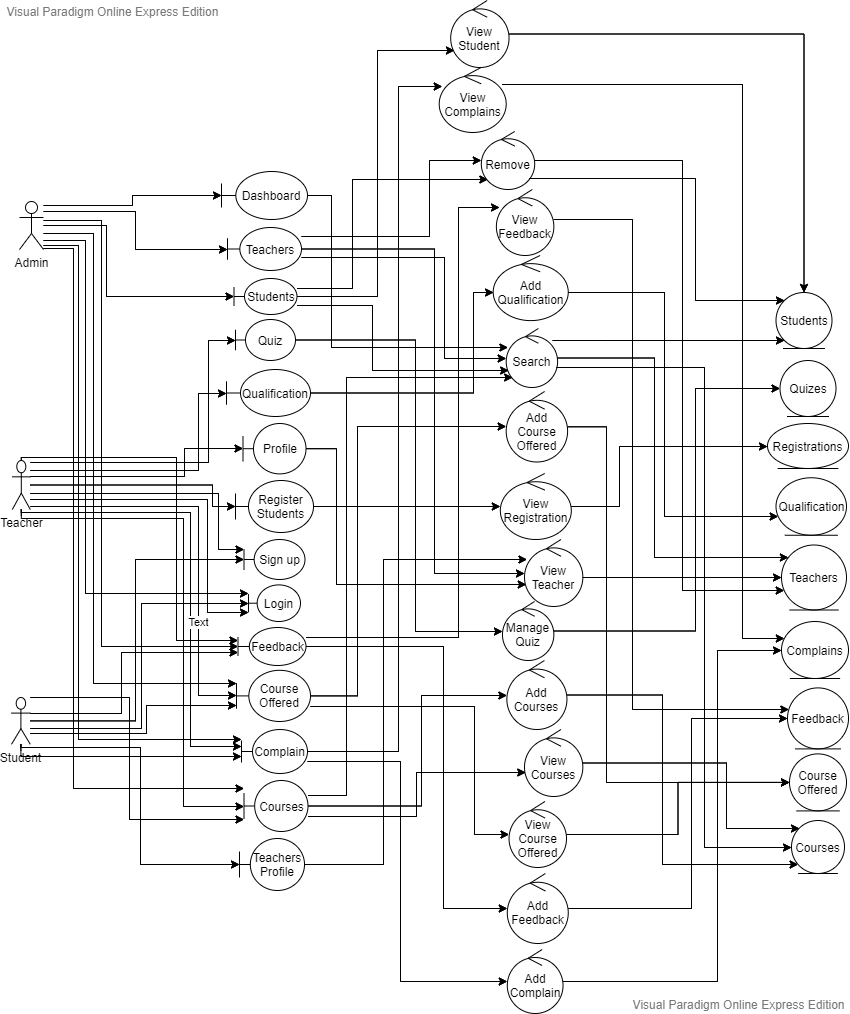 Visual Paradigm Online Express Edition
View
Student
View
Complains
Remove
Dashboard
View
Feedback
Admin
Teachers
Add
Qualification
Students
Students
Quiz
Search
Quizes
Qualification
Add
Course
Offered
Profile
Registrations
Teacher
Register
Students
View
Registration
Qualification
Sign up
View
Teacher
Teachers
Login
Text
Manage
Quiz
Feedback
Complains
Course
Offered
Add
Courses
Feedback
Student
Complain
View
Courses
Course
Offered
Courses
View
Course
Offered
Courses
Teachers
Profile
Add
Feedback
Add
Complain
Visual Paradigm Online Express Edition